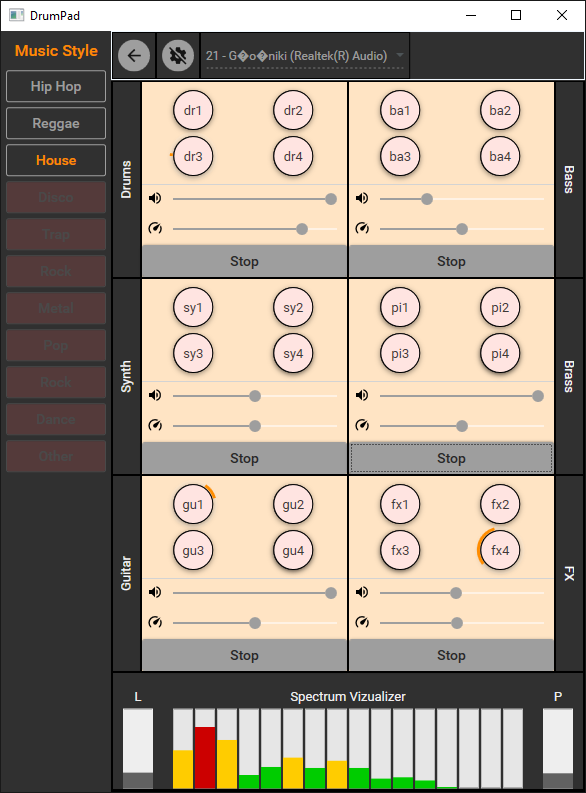 DrumPad
Music Style
Hip Hop
Reggae
House
Disco
Trap
Rock
Metal
Pop
Rock
Dance
Other
21 - G�o�niki (Realtek(R) Audio)
Drums
dr1
dr2
dr3
dr4
Stop
ba1
ba2
ba3
ba4
Stop
Bass
Synth
sy1
sy2
sy3
sy4
Stop
pi1
pi2
pi3
pi4
Stop
Brass
Guitar
gu1
gu2
gu3
gu4
Stop
fx1
fx2
fx3
fx4
Stop
FX
L
Spectrum Vizualizer
P